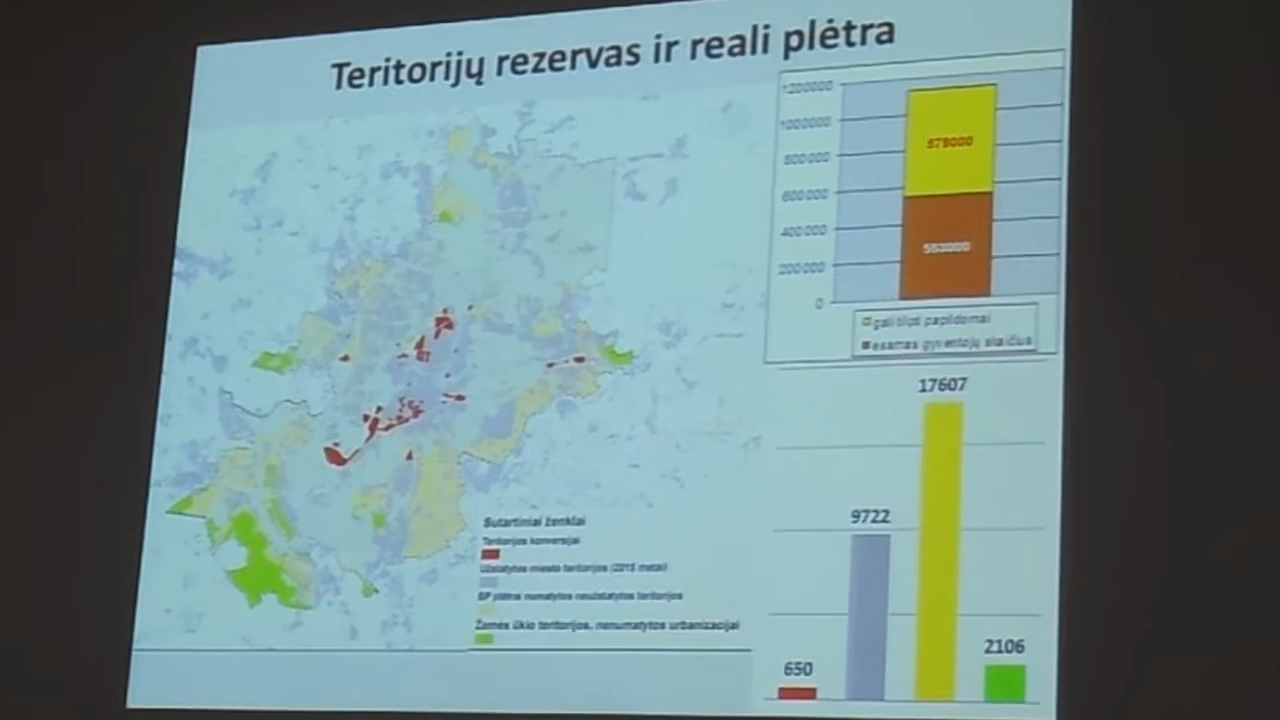 Teritorijų rezervas ir reali plėtra
1200000
1000000
800000
600000
400000
200000
0
gali tilpti papildomai
esamas gyventojų skaičius
17607
9722
2106
650
Sutartiniai ženklai
Teritorijos konversijai
Užstatytos miesto teritorijos (2015 metai)
BP plėtrai numatytos neužstatytos teritorijos
Žemės ūkio teritorijos, nenumatytos urbanizacijai